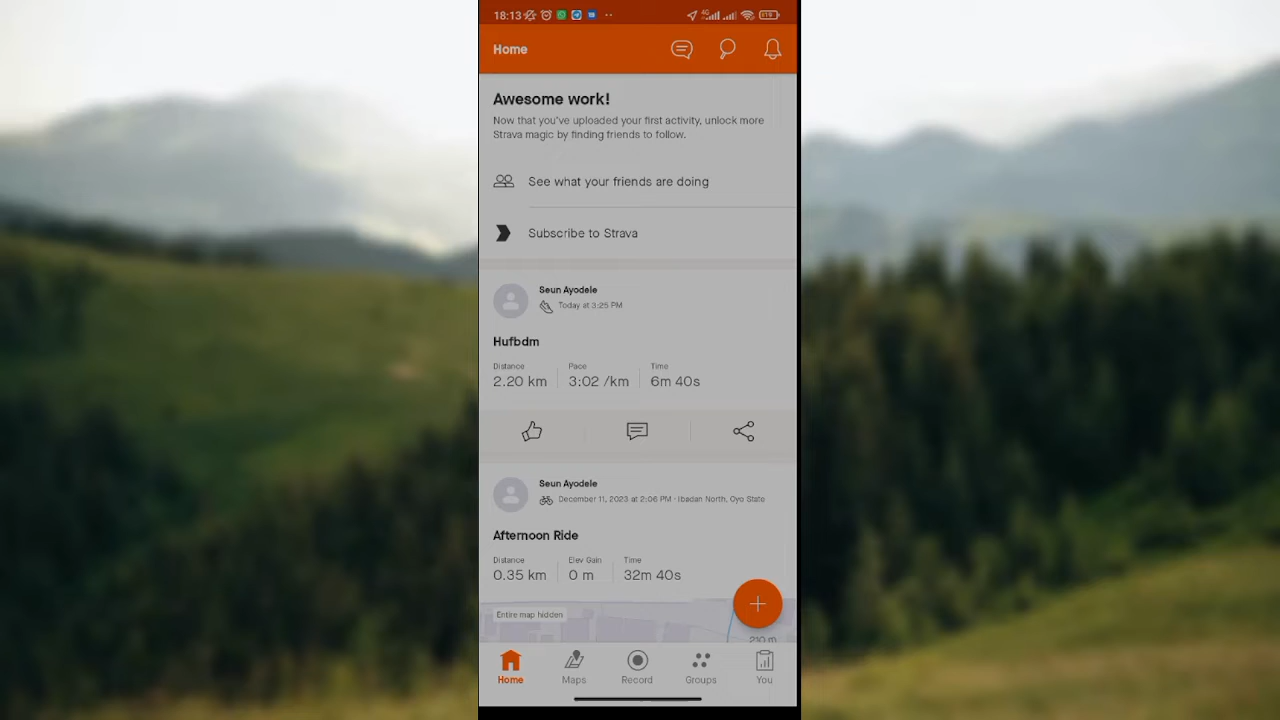 18:13
Home
Awesome work!
Now that you've uploaded your first activity, unlock more
Strava magic by finding friends to follow.
See what your friends are doing
Subscribe to Strava
Seun Ayodele
Today at 3:25 PM
Hufbdm
Distance Pace Time
2.20 km 3:02 /km 6m 40s
Seun Ayodele
December 11, 2023 at 2:06 PM · Ibadan North, Oyo State
Afternoon Ride
Distance Elev Gain Time
0.35 km 0 m 32m 40s
Entire map hidden
210 m
Home Maps Record Groups You